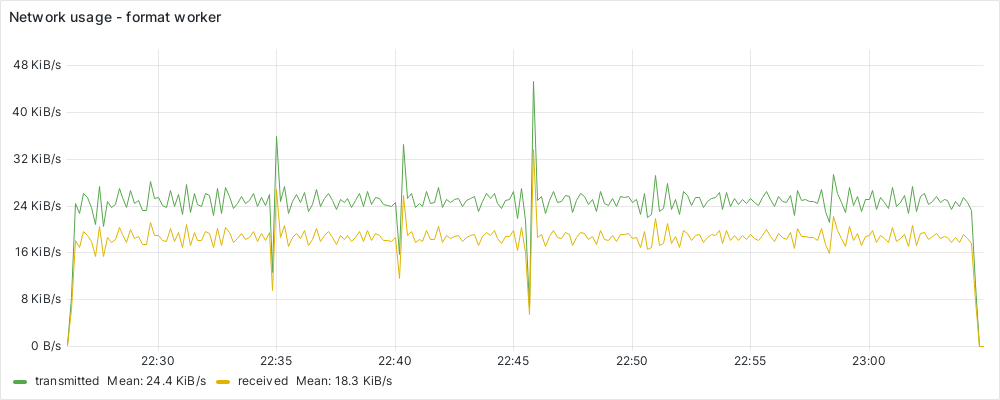 Network usage - format worker
48 KiB/s
40 KiB/s
32 KiB/s
24 KiB/s
16 KiB/s
8 KiB/s
0 B/s
22:30 22:35 22:40 22:45 22:50 22:55 23:00
transmitted Mean: 24.4 KiB/s received Mean: 18.3 KiB/s